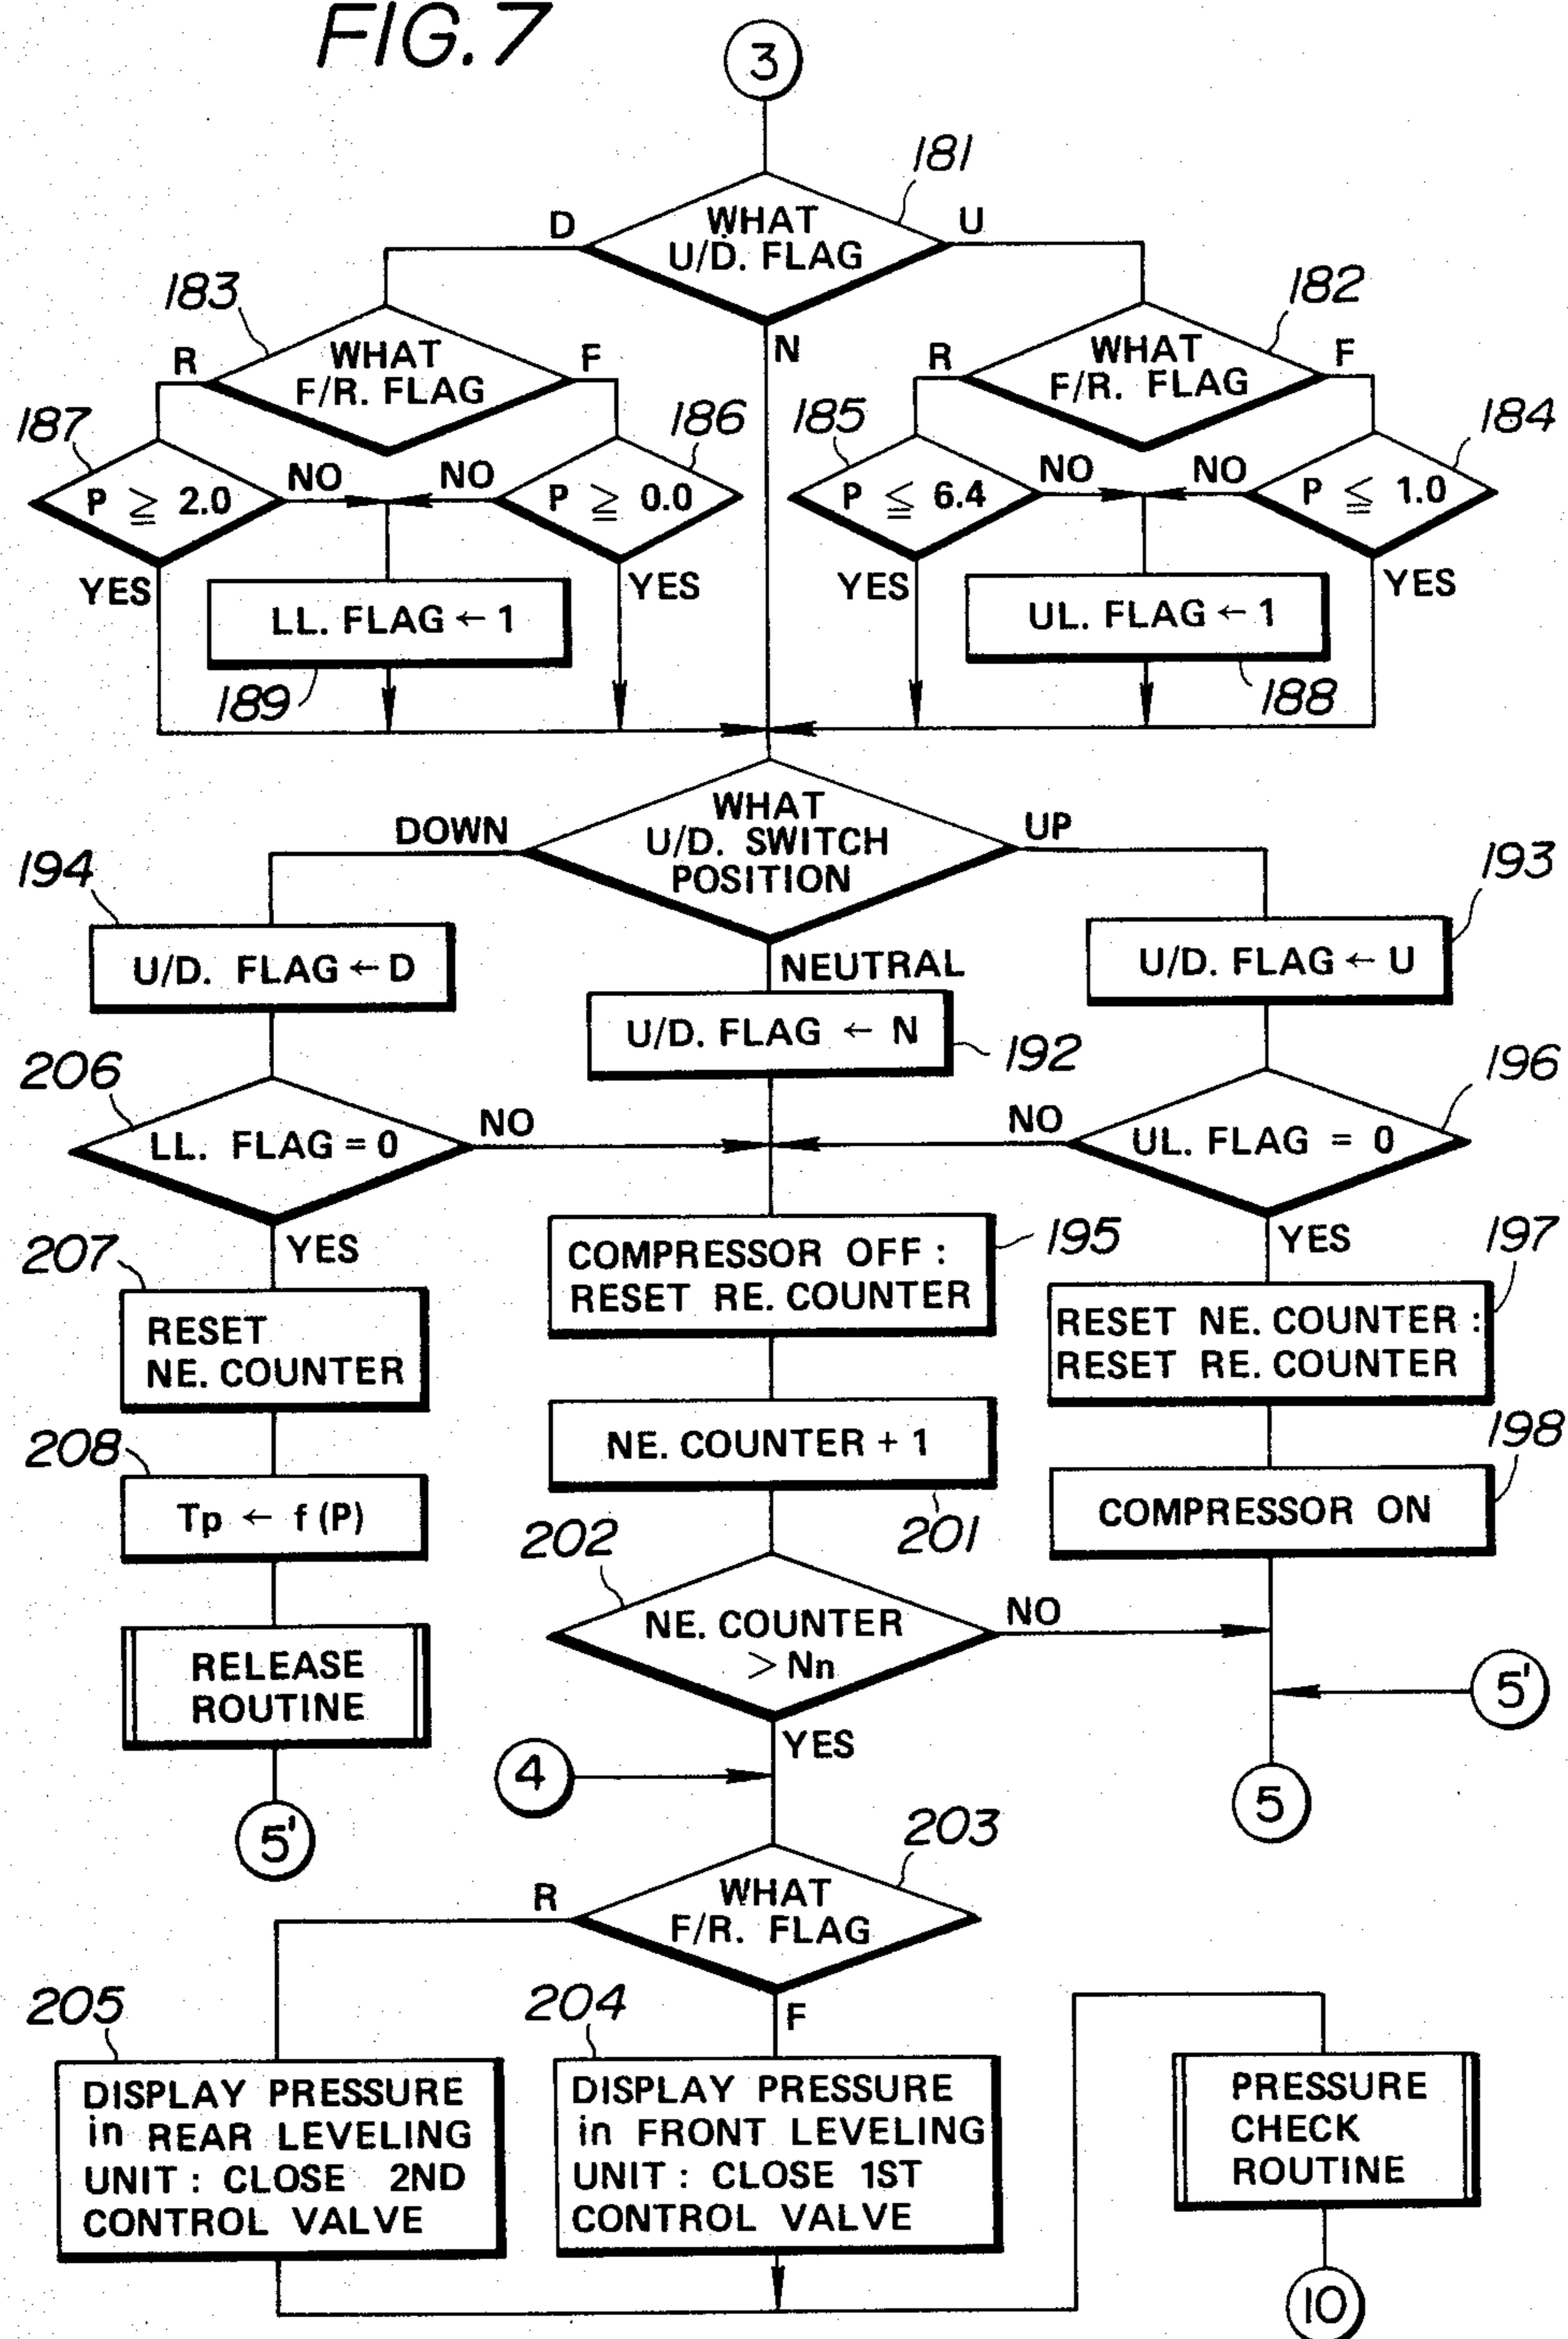 FIG. 7
3
181
WHAT
U/D. FLAG
D
U
N
183
WHAT
F/R. FLAG
R
F
182
WHAT
F/R. FLAG
R
F
187
P ≧ 2.0
NO
YES
186
P ≧ 0.0
NO
YES
185
P ≦ 6.4
NO
YES
184
P ≦ 1.0
NO
YES
LL. FLAG ← 1
189
UL. FLAG ← 1
188
WHAT
U/D. SWITCH
POSITION
DOWN
UP
NEUTRAL
194
U/D. FLAG ← D
U/D. FLAG ← N
192
193
U/D. FLAG ← U
206
LL. FLAG = 0
NO
YES
196
UL. FLAG = 0
NO
YES
207
RESET
NE. COUNTER
COMPRESSOR OFF :
RESET RE. COUNTER
195
197
RESET NE. COUNTER :
RESET RE. COUNTER
208
Tp ← f (P)
NE. COUNTER + 1
201
198
COMPRESSOR ON
202
NE. COUNTER
> Nn
NO
YES
RELEASE
ROUTINE
5'
4
5'
5
203
WHAT
F/R. FLAG
R
F
205
DISPLAY PRESSURE
in REAR LEVELING
UNIT : CLOSE 2ND
CONTROL VALVE
204
DISPLAY PRESSURE
in FRONT LEVELING
UNIT : CLOSE 1ST
CONTROL VALVE
PRESSURE
CHECK
ROUTINE
10